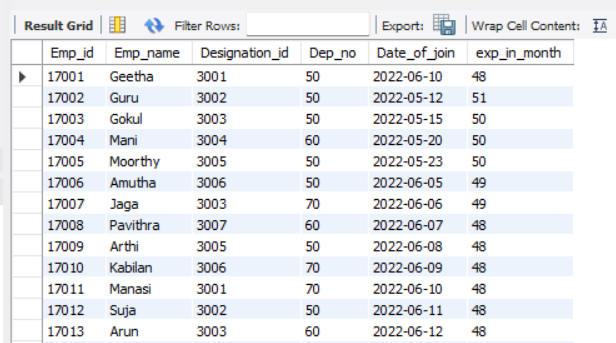 Result Grid Filter Rows: Export: Wrap Cell Content: IA
Emp_id Emp_name Designation_id Dep_no Date_of_join exp_in_month
17001 Geetha 3001 50 2022-06-10 48
17002 Guru 3002 50 2022-05-12 51
17003 Gokul 3003 50 2022-05-15 50
17004 Mani 3004 60 2022-05-20 50
17005 Moorthy 3005 50 2022-05-23 50
17006 Amutha 3006 50 2022-06-05 49
17007 Jaga 3003 70 2022-06-06 49
17008 Pavithra 3007 60 2022-06-07 48
17009 Arthi 3005 50 2022-06-08 48
17010 Kabilan 3006 70 2022-06-09 48
17011 Manasi 3001 70 2022-06-10 48
17012 Suja 3002 50 2022-06-11 48
17013 Arun 3003 60 2022-06-12 48